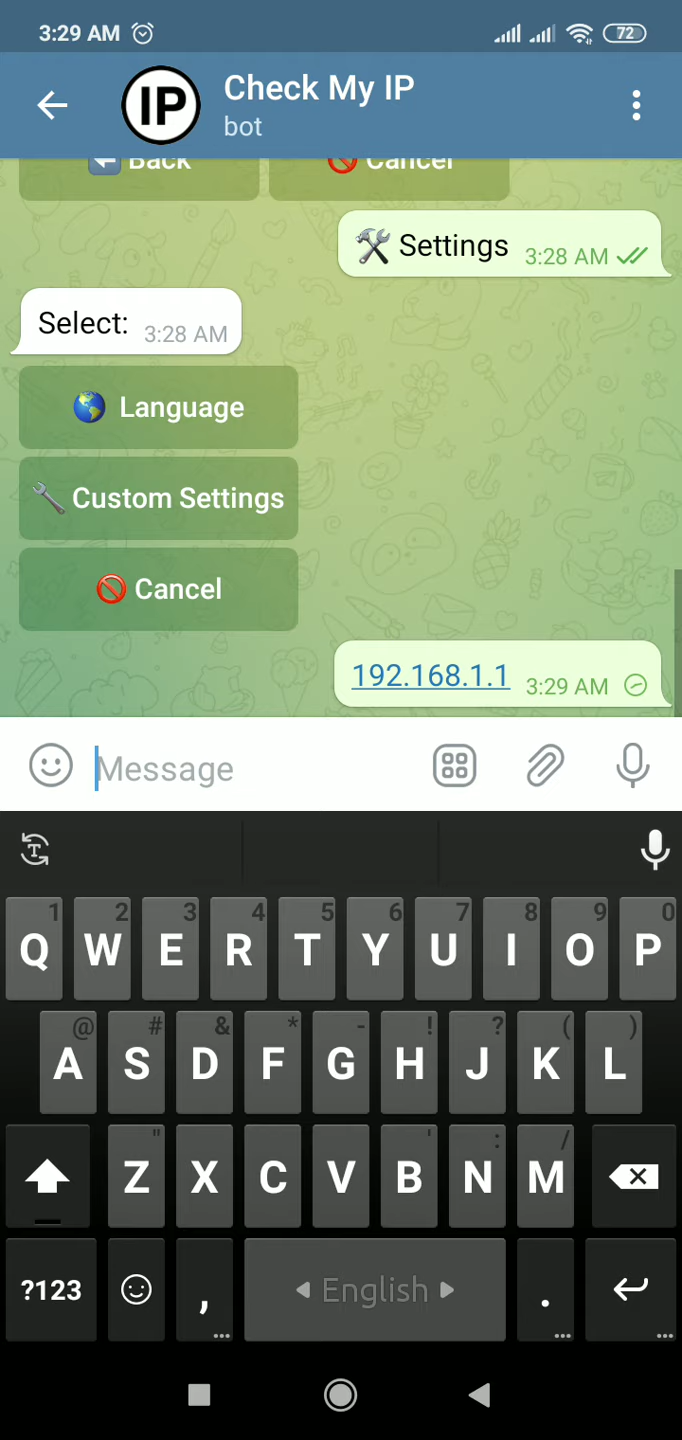 3:29 AM 72
IP Check My IP
bot
Back Cancel
Settings 3:28 AM
Select: 3:28 AM
Language
Custom Settings
Cancel
192.168.1.1 3:29 AM
Message
T
1 2 3 4 5 6 7 8 9 0
Q W E R T Y U I O P
@ # & * - ! ? ( )
A S D F G H J K L
" ' : /
Z X C V B N M
?123 , English .